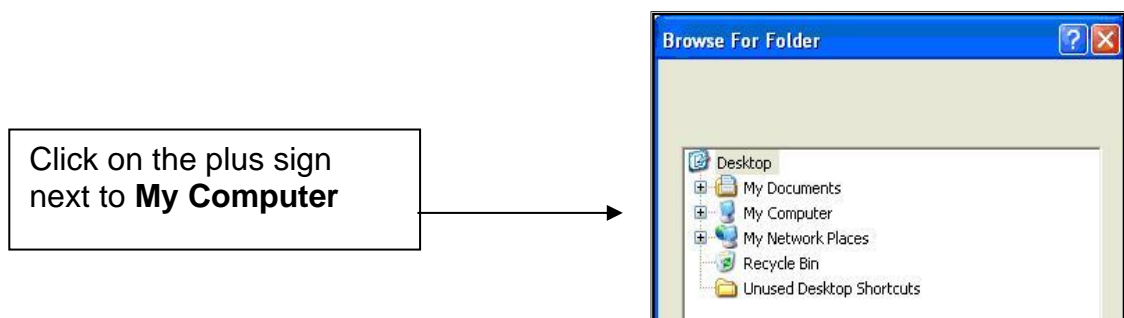 Click on the plus sign
next to My Computer
Browse For Folder
Desktop
My Documents
My Computer
My Network Places
Recycle Bin
Unused Desktop Shortcuts